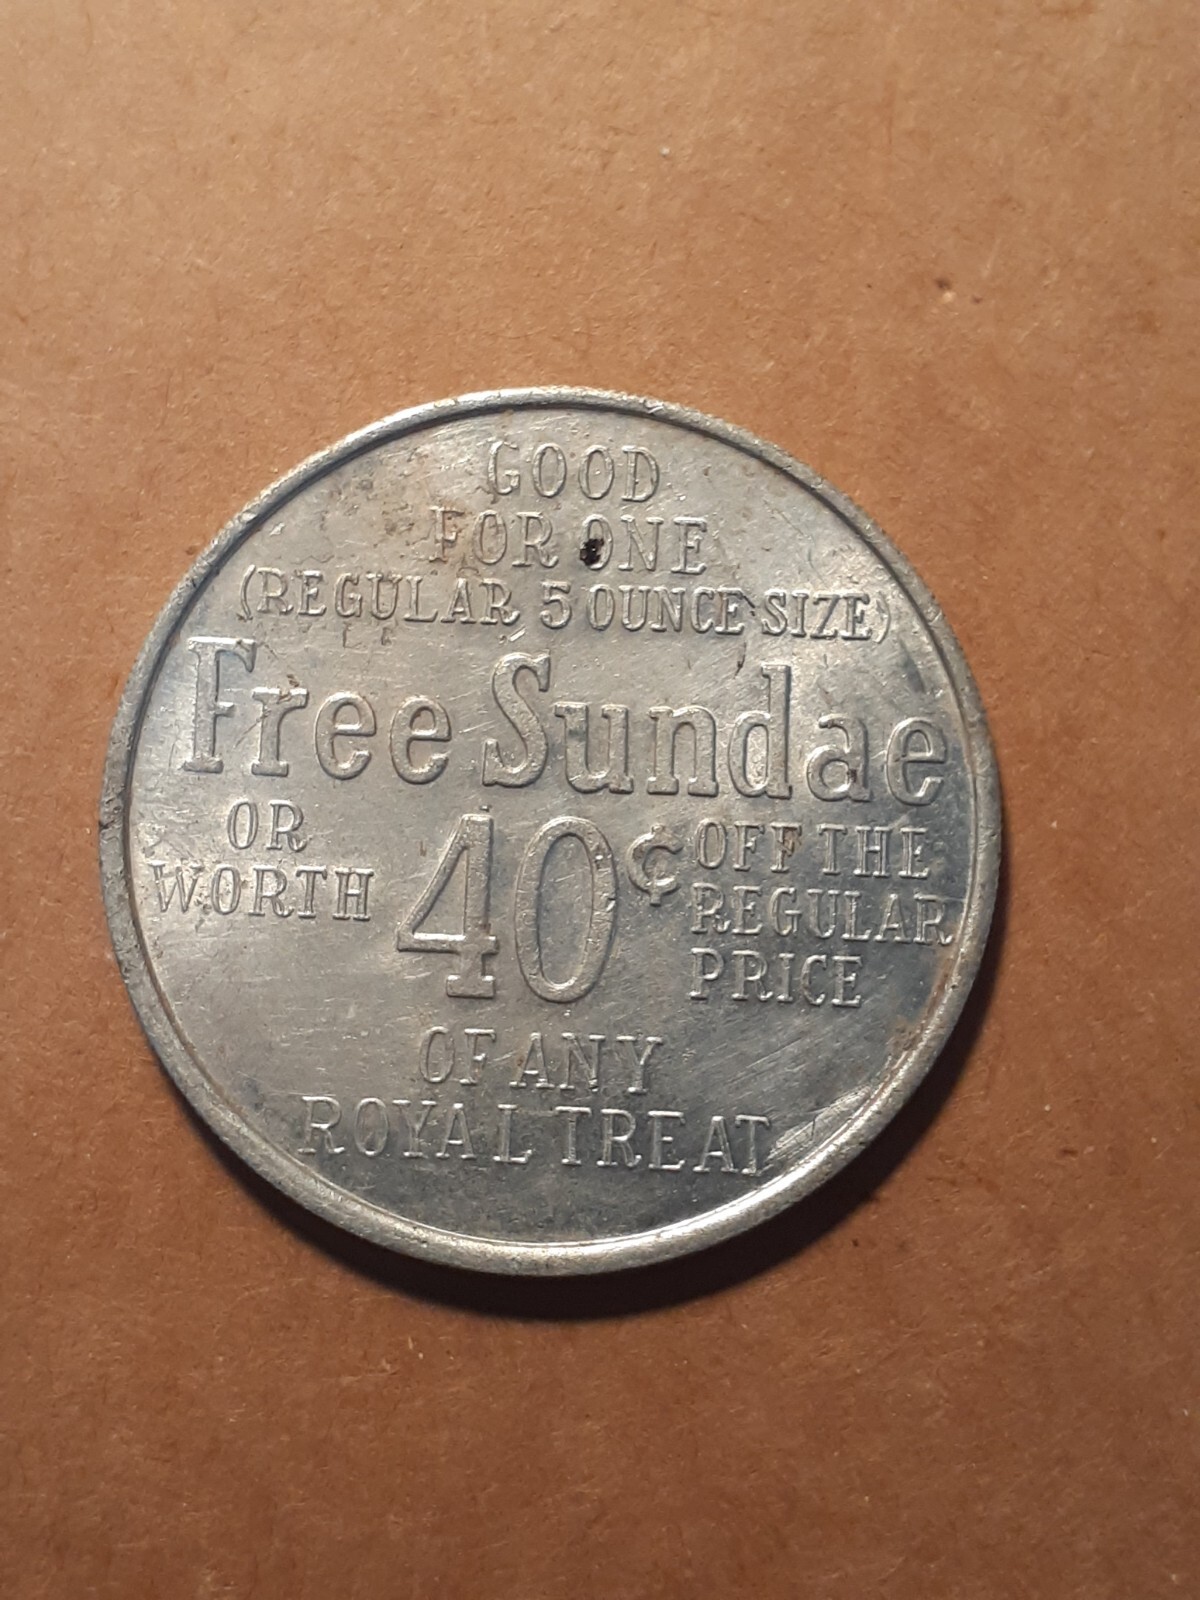 GOOD
FOR ONE
(REGULAR 5 OUNCE SIZE)
Free Sundae
OR
WORTH
40¢
OFF THE
REGULAR
PRICE
OF ANY
ROYAL TREAT